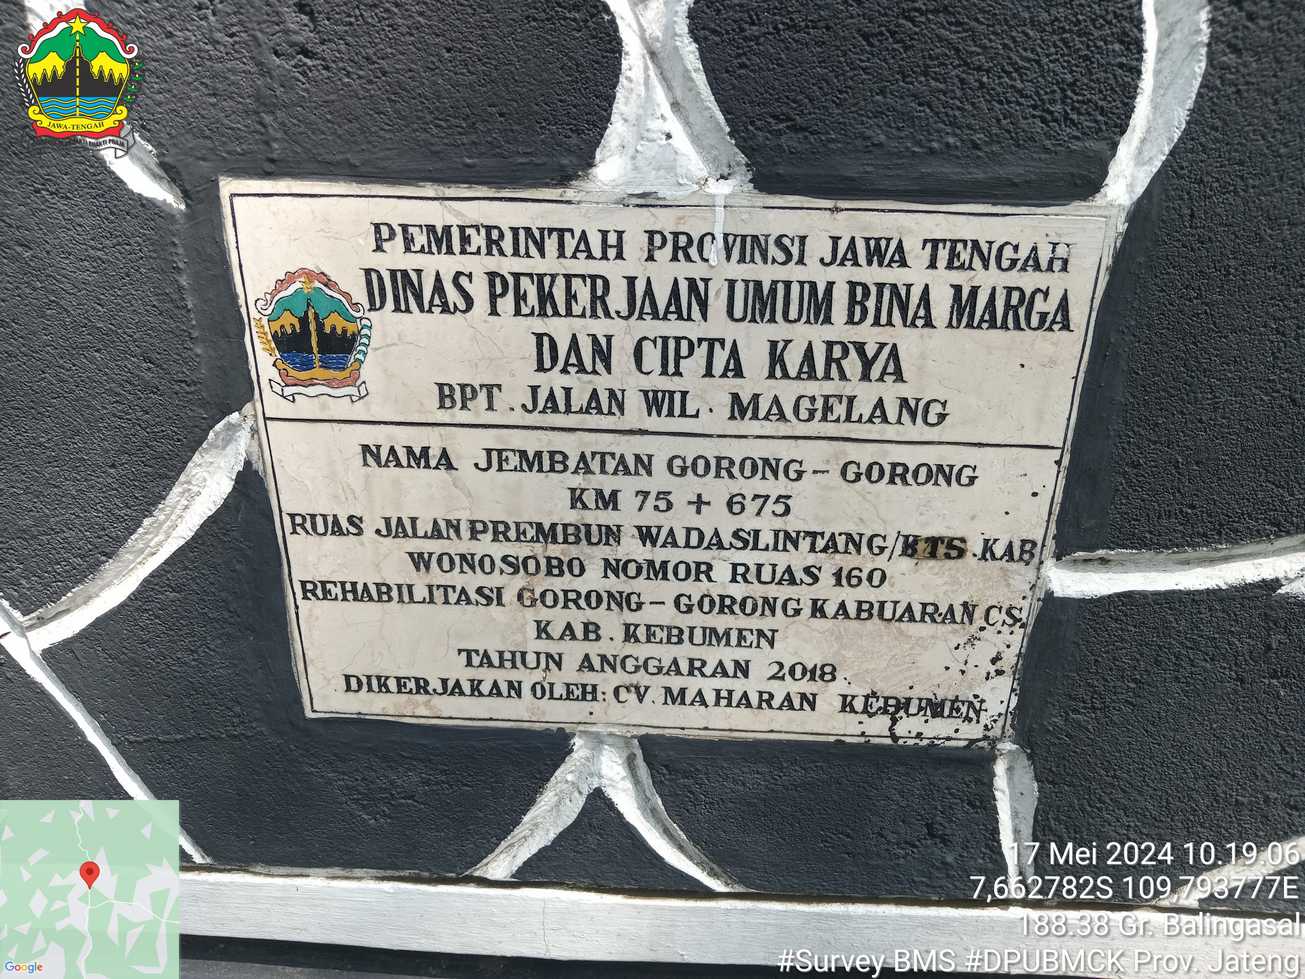 JAWA-TENGAH
PEMERINTAH PROVINSI JAWA TENGAH
DINAS PEKERJAAN UMUM BINA MARGA
DAN CIPTA KARYA
BPT. JALAN WIL. MAGELANG
NAMA JEMBATAN GORONG-GORONG
KM 75 + 675
RUAS JALAN PREMBUN WADASLINTANG/BTS.KAB
WONOSOBO NOMOR RUAS 160
REHABILITASI GORONG-GORONG KABUARAN CS.
KAB. KEBUMEN
TAHUN ANGGARAN 2018
DIKERJAKAN OLEH: CV. MAHARAN KEBUMEN
17 Mei 2024 10.19.06
7,662782S 109,793777E
188.38 Gr. Balingasal
#Survey BMS #DPUBMCK Prov. Jateng
Google